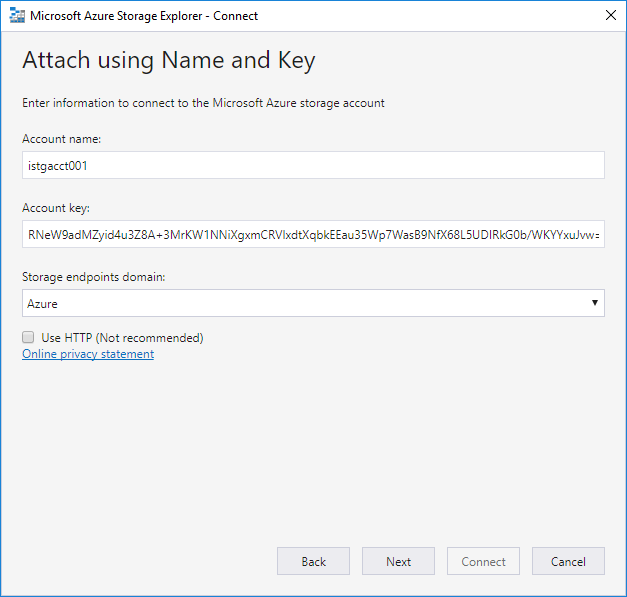 Microsoft Azure Storage Explorer - Connect
Attach using Name and Key
Enter information to connect to the Microsoft Azure storage account
Account name:
istgacct001
Account key:
RNeW9adMZyid4u3Z8A+3MrKW1NNiXgxmCRVlxdtXqbkEEau35Wp7WasB9NfX68L5UDIRkG0b/WKYYxuJvw=
Storage endpoints domain:
Azure
Use HTTP (Not recommended)
Online privacy statement
Back Next Connect Cancel